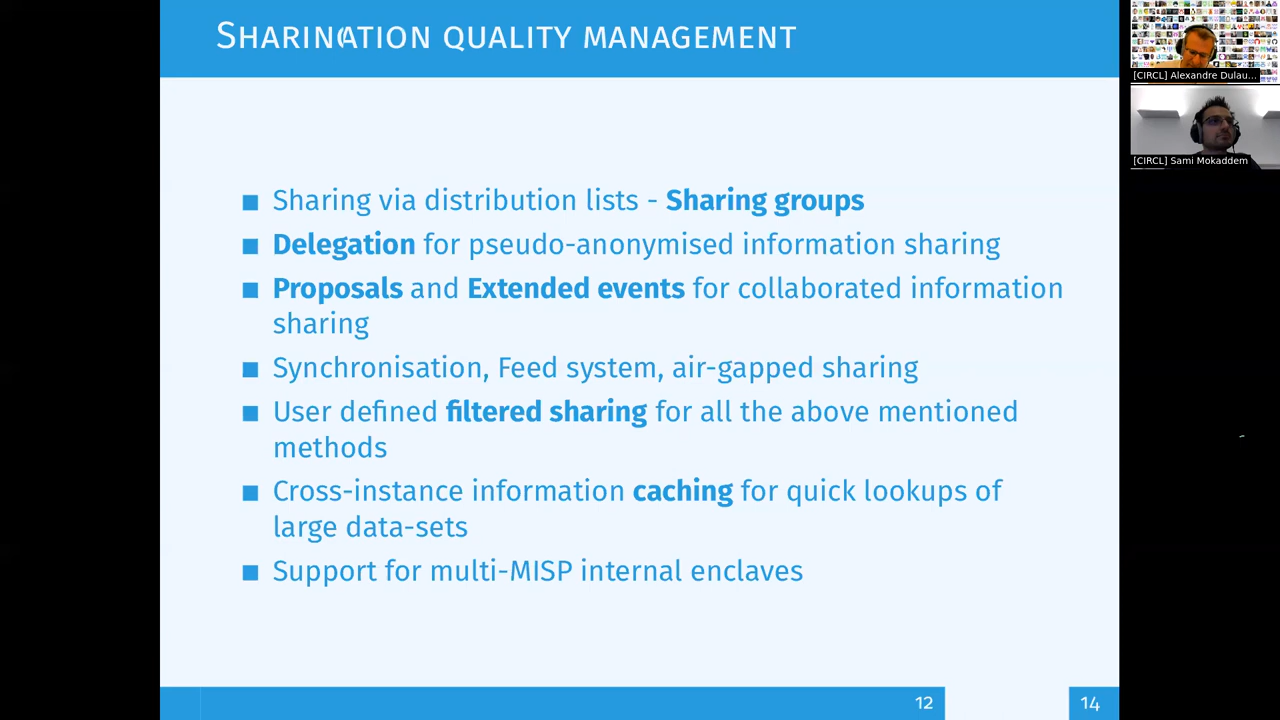 SHARINATION QUALITY MANAGEMENT
[CIRCL] Alexandre Dulau...
[CIRCL] Sami Mokaddem
Sharing via distribution lists - Sharing groups
Delegation for pseudo-anonymised information sharing
Proposals and Extended events for collaborated information
sharing
Synchronisation, Feed system, air-gapped sharing
User defined filtered sharing for all the above mentioned
methods
Cross-instance information caching for quick lookups of
large data-sets
Support for multi-MISP internal enclaves
12
14